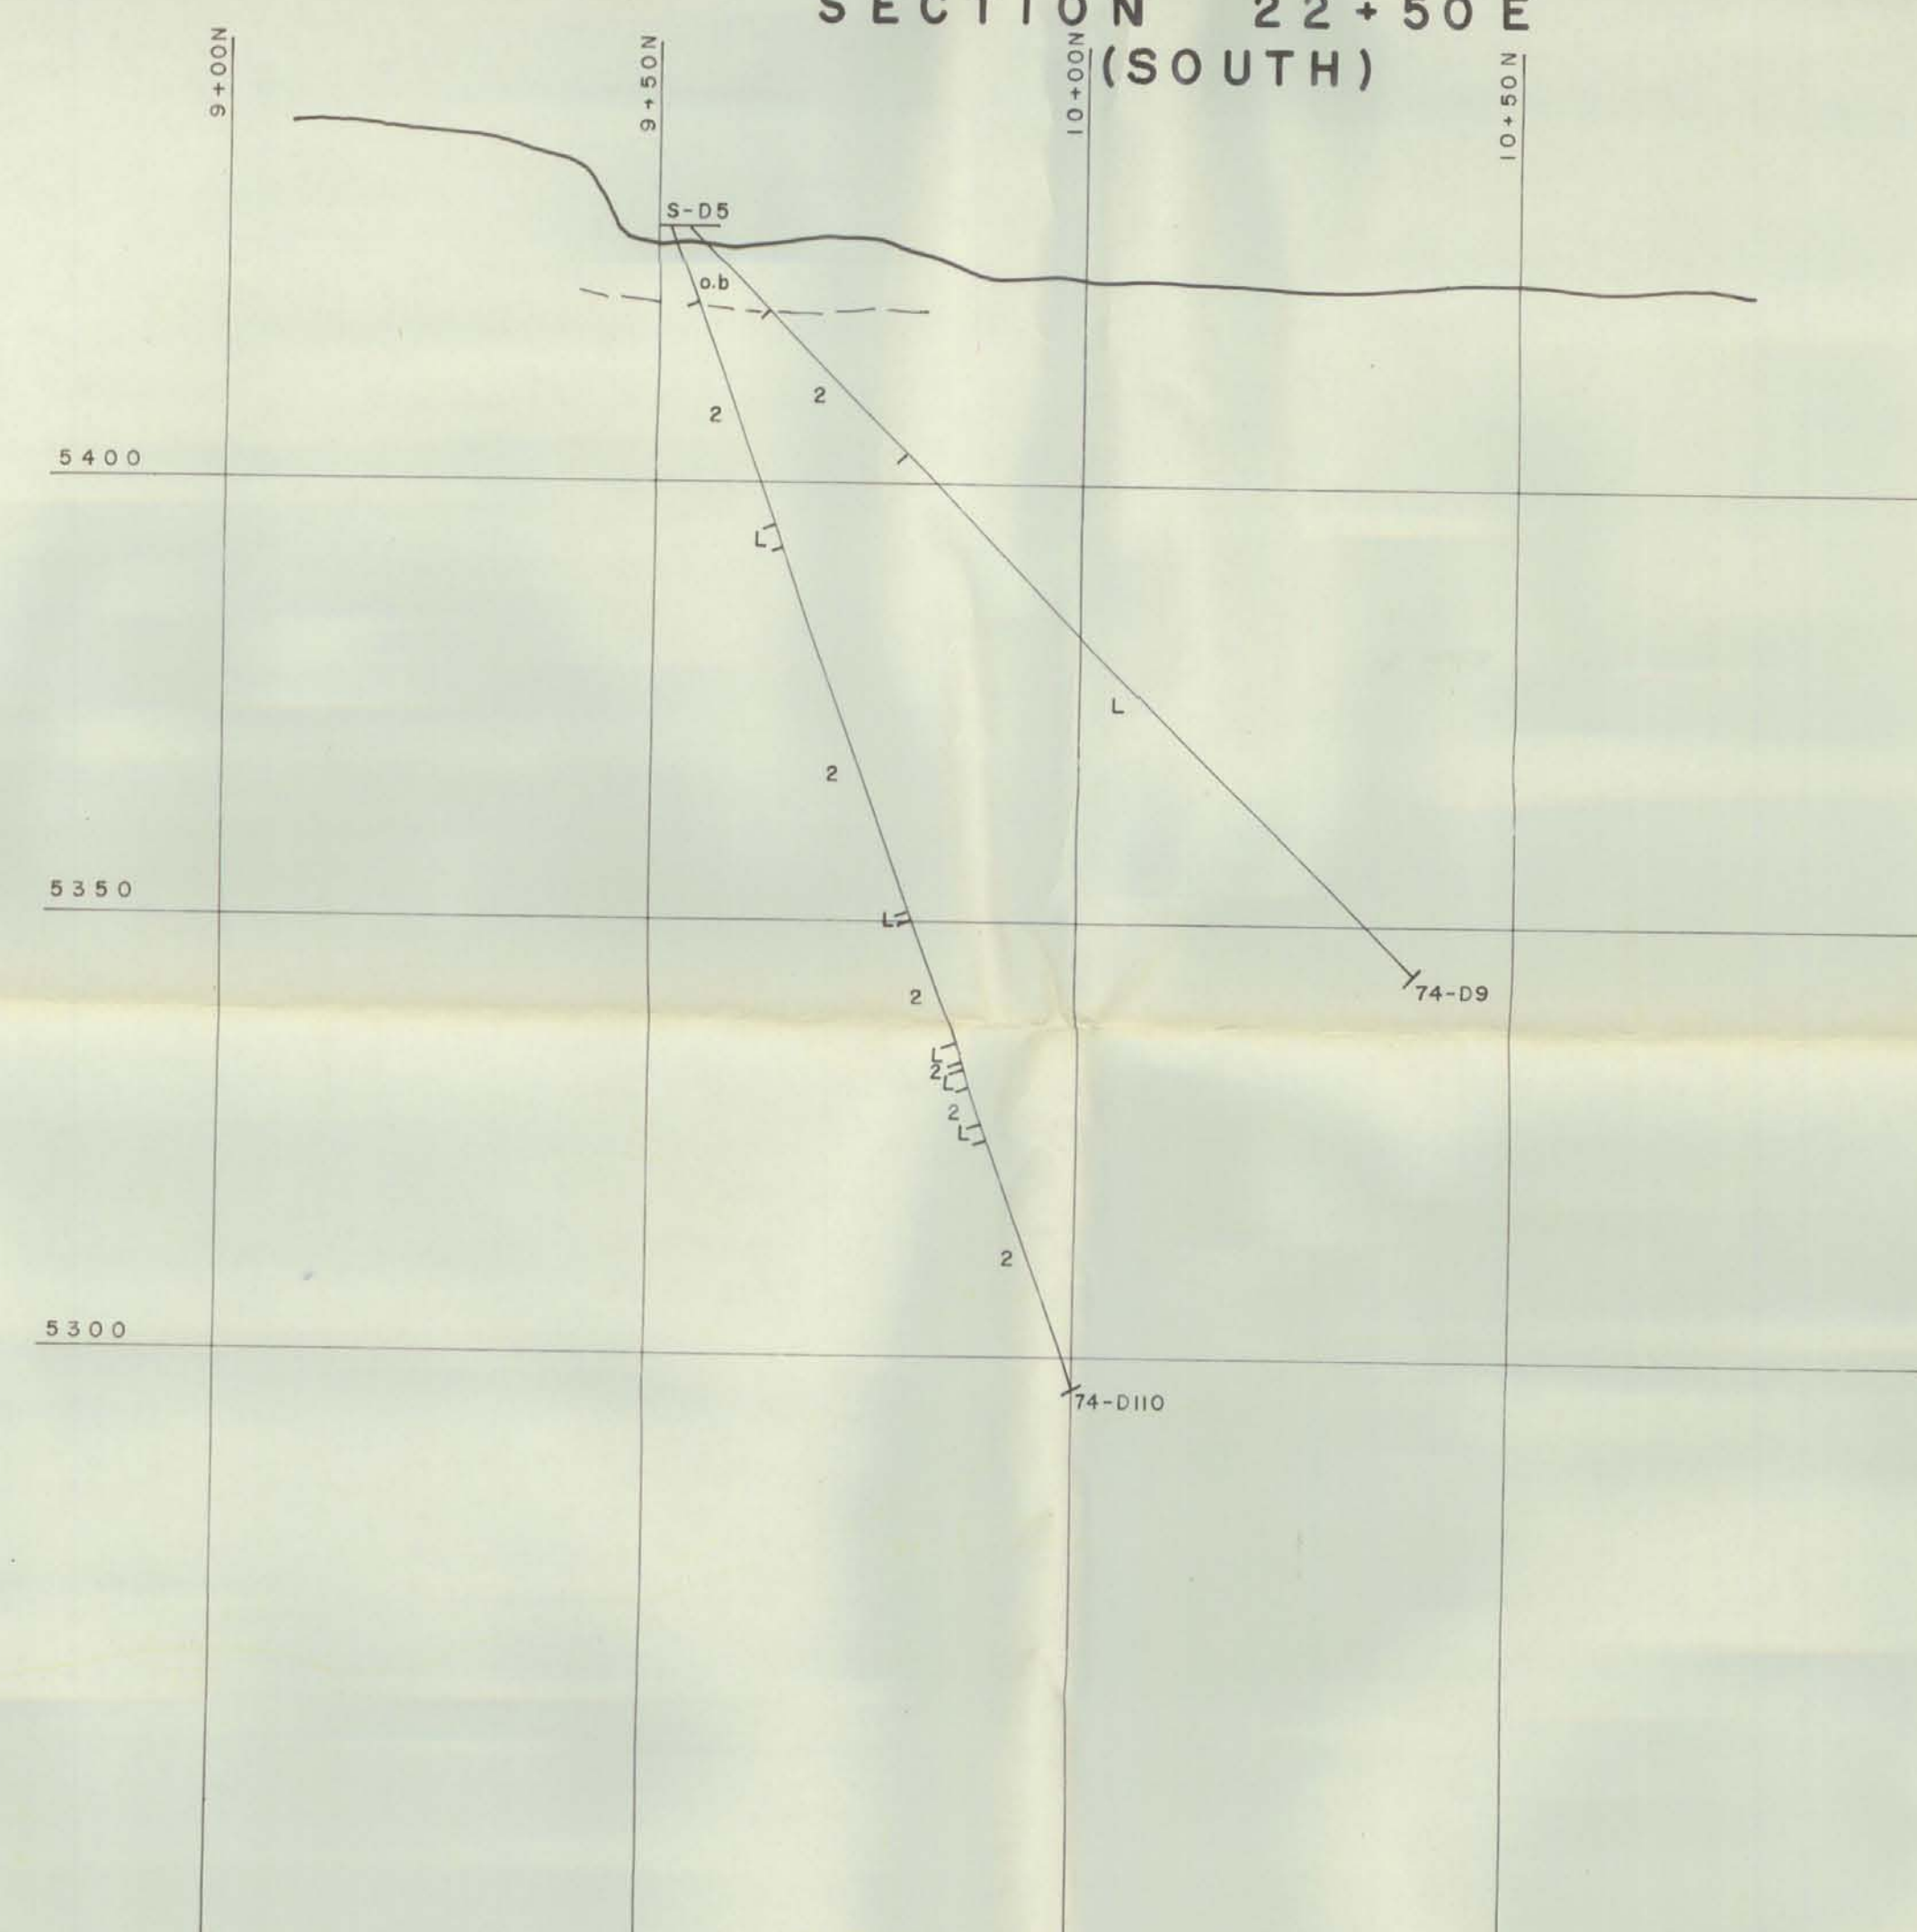 SECTION 22+50E
(SOUTH)
9+00N
9+50N
10+00N
10+50N
S-D5
o.b
2
2
5400
L
L
2
5350
L
2
74-D9
L
2
L
2
L
2
5300
74-D110